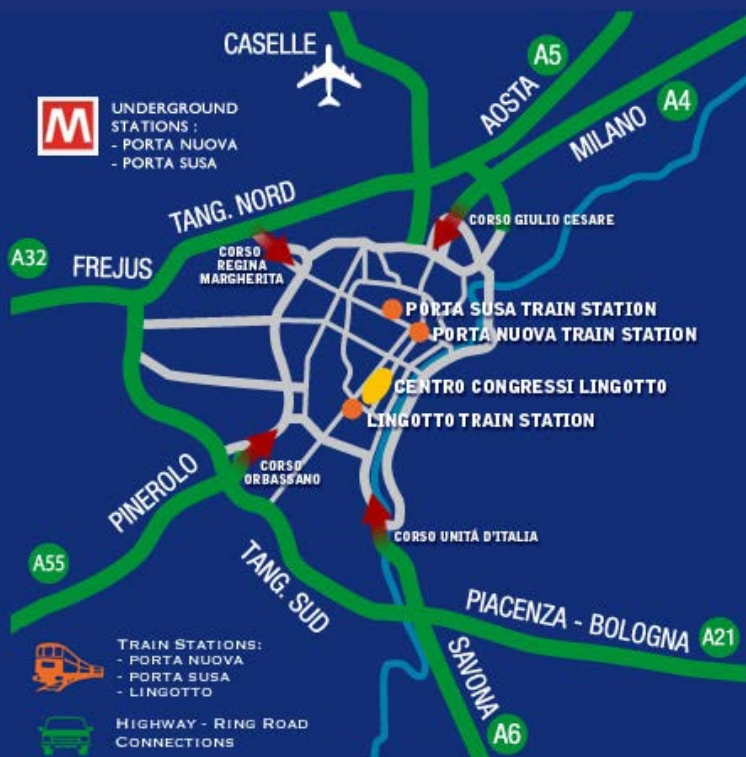 CASELLE
A5
A4
M
UNDERGROUND
STATIONS :
- PORTA NUOVA
- PORTA SUSA
AOSTA
MILANO
TANG. NORD
CORSO GIULIO CESARE
A32
FREJUS
CORSO
REGINA
MARGHERITA
PORTA SUSA TRAIN STATION
PORTA NUOVA TRAIN STATION
CENTRO CONGRESSI LINGOTTO
LINGOTTO TRAIN STATION
PINEROLO
CORSO
ORBASSANO
CORSO UNITÁ D'ITALIA
A55
TANG. SUD
PIACENZA - BOLOGNA
A21
SAVONA
A6
TRAIN STATIONS:
- PORTA NUOVA
- PORTA SUSA
- LINGOTTO
HIGHWAY - RING ROAD
CONNECTIONS